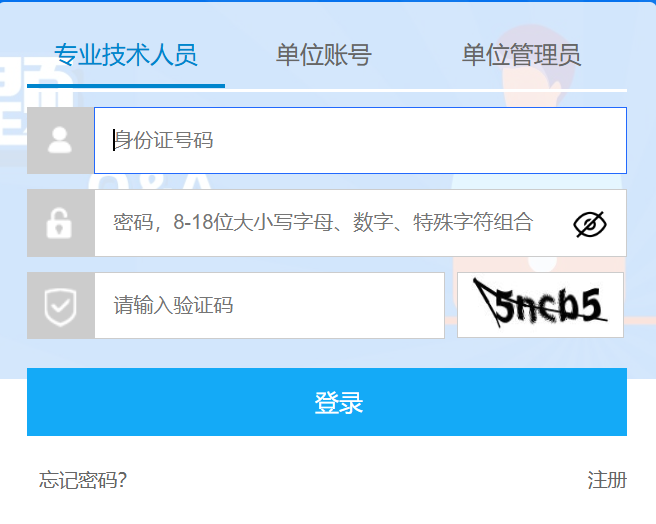 专业技术人员 单位账号 单位管理员
身份证号码
密码，8-18位大小写字母、数字、特殊字符组合
请输入验证码 5ncb5
登录
忘记密码? 注册